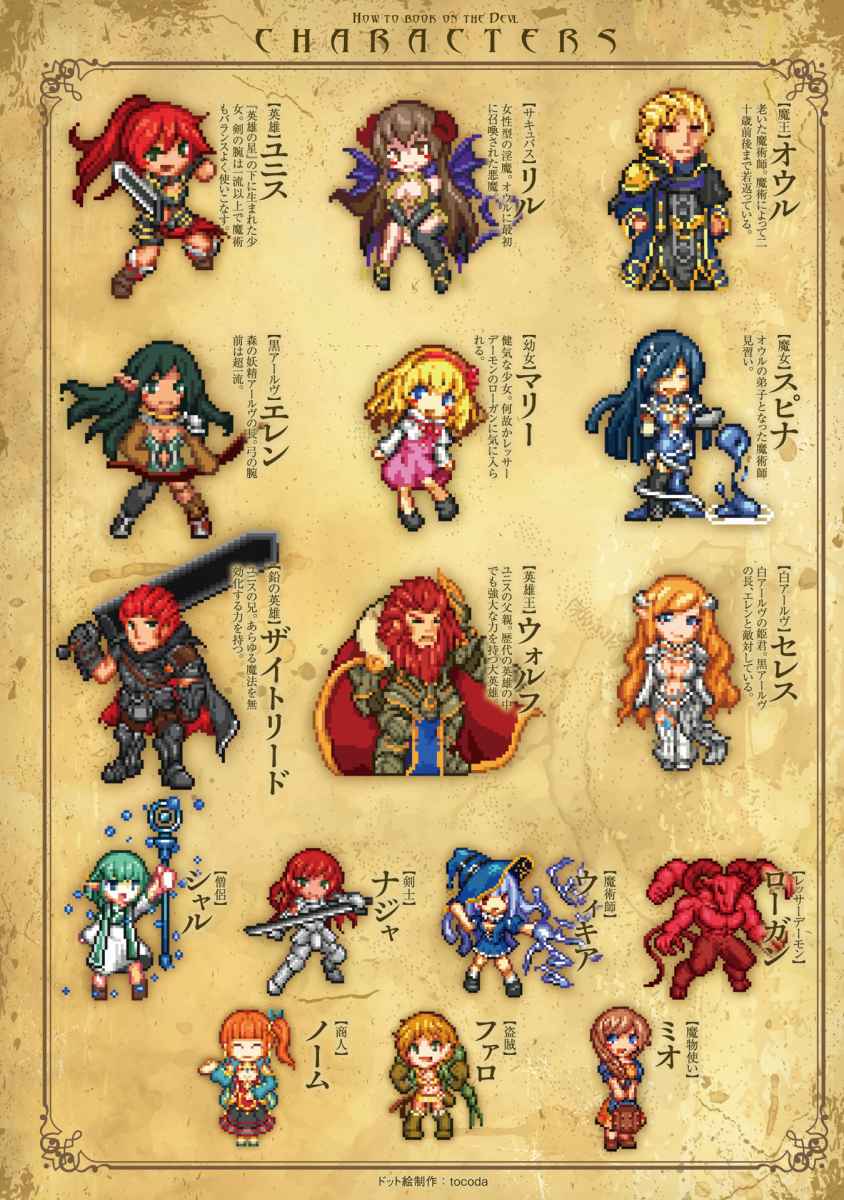 HOW TO BOOK ON THE DEVIL
CHARACTERS
【魔王】オウル
老いた魔術師。魔術によって二
十歳前後まで若返っている。
【サキュバス】リル
女性型の淫魔。オウルに最初
に召喚された悪魔
【英雄】ユニス
「英雄の星」の下に生まれた少
女。剣の腕は一流以上で魔術
もバランスよく使いこなす。
【魔女】スピナ
オウルの弟子となった魔術師
見習い。
【幼女】マリー
健気な少女。何故かレッサー
デーモンのローガンに気に入ら
れる。
【黒アールヴ】エレン
森の妖精アールヴの長。弓の腕
前は超一流。
【白アールヴ】セレス
白アールヴの姫君。黒アールヴ
の長、エレンと敵対している。
【英雄王】ウォルフ
ユニスの父親。歴代の英雄の中
でも強大な力を持つ大英雄
【鉛の英雄】ザイトリード
ユニスの兄。あらゆる魔法を無
効化する力を持つ。
【レッサーデーモン】
ローガン
【魔術師】
ウィキア
【剣士】
ナジャ
【僧侶】
シャル
【魔物使い】
ミオ
【盗賊】
ファロ
【商人】
ノーム
ドット絵制作：tocoda